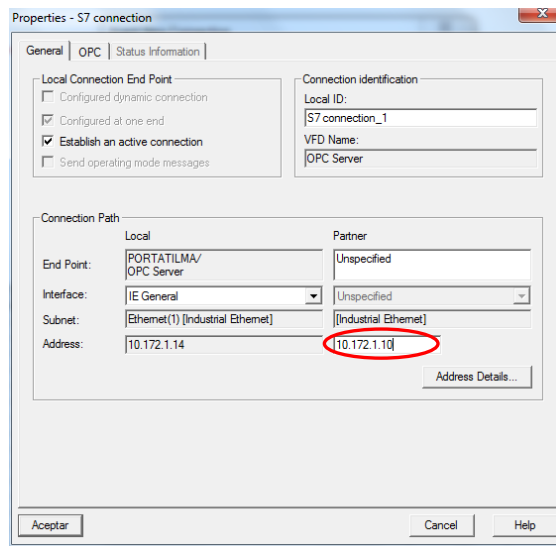 Properties - S7 connection
General
OPC
Status Information
Local Connection End Point
Configured dynamic connection
Configured at one end
Establish an active connection
Send operating mode messages
Connection identification
Local ID:
S7 connection_1
VFD Name:
OPC Server
Connection Path
Local
Partner
End Point:
PORTATILMA/
OPC Server
Unspecified
Interface:
IE General
Unspecified
Subnet:
Ethernet(1) [Industrial Ethernet]
[Industrial Ethernet]
Address:
10.172.1.14
10.172.1.10
Address Details...
Aceptar
Cancel
Help